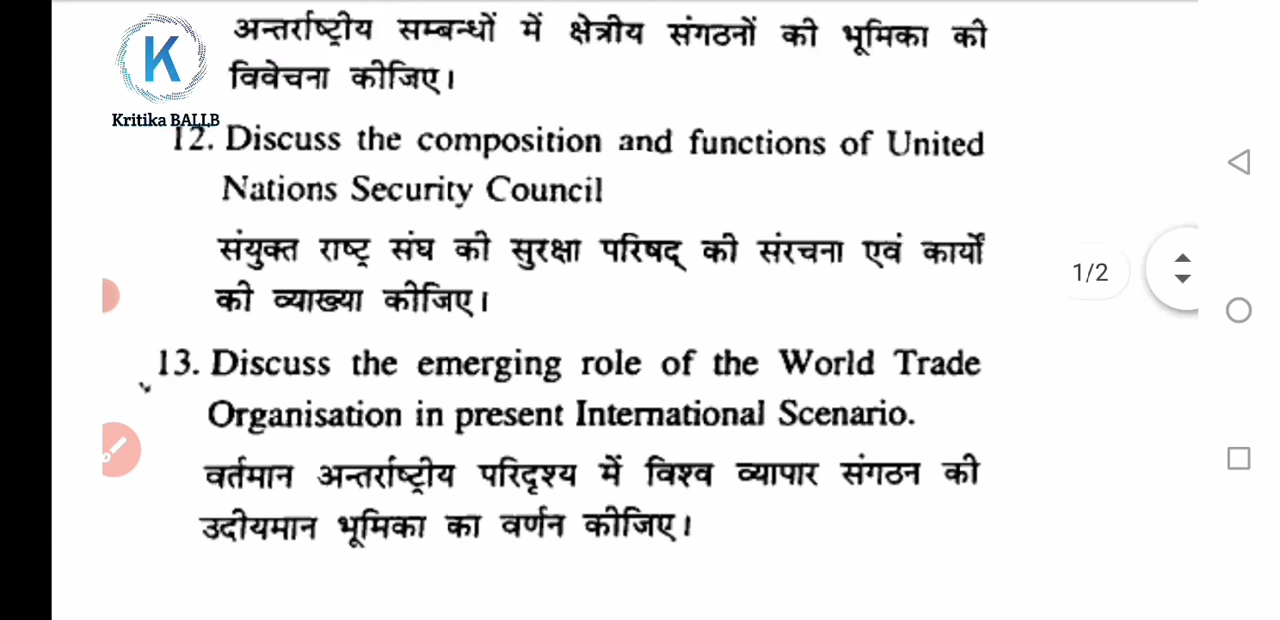 अन्तर्राष्ट्रीय सम्बन्धों में क्षेत्रीय संगठनों की भूमिका की
विवेचना कीजिए।
K
Kritika BALLB
12. Discuss the composition and functions of United
Nations Security Council
संयुक्त राष्ट्र संघ की सुरक्षा परिषद् की संरचना एवं कार्यों
की व्याख्या कीजिए।
1/2
13. Discuss the emerging role of the World Trade
Organisation in present International Scenario.
वर्तमान अन्तर्राष्ट्रीय परिदृश्य में विश्व व्यापार संगठन की
उदीयमान भूमिका का वर्णन कीजिए।